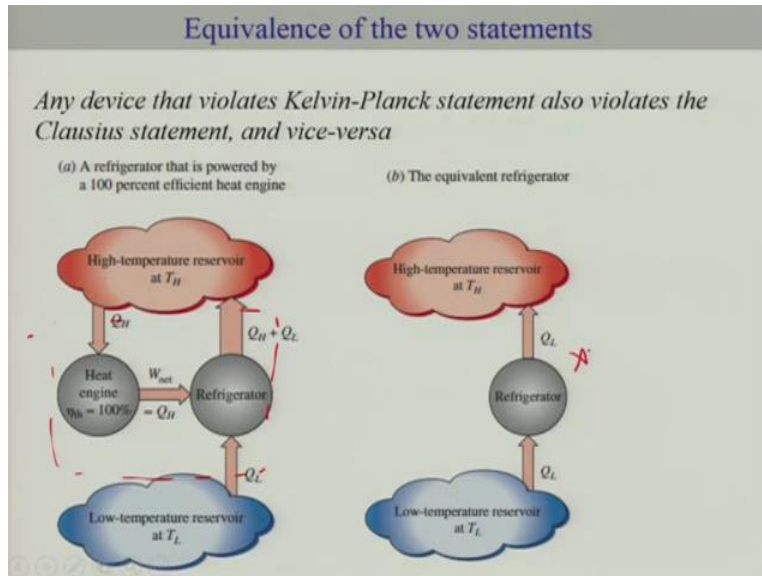 Equivalence of the two statements
Any device that violates Kelvin-Planck statement also violates the
Clausius statement, and vice-versa
(a) A refrigerator that is powered by
a 100 percent efficient heat engine
(b) The equivalent refrigerator
High-temperature reservoir
at T_H
Q_H
Q_H + Q_L
Heat
engine
η_th = 100%
W_net
= Q_H
Refrigerator
Q_L
Low-temperature reservoir
at T_L
High-temperature reservoir
at T_H
Q_L
Refrigerator
Q_L
Low-temperature reservoir
at T_L